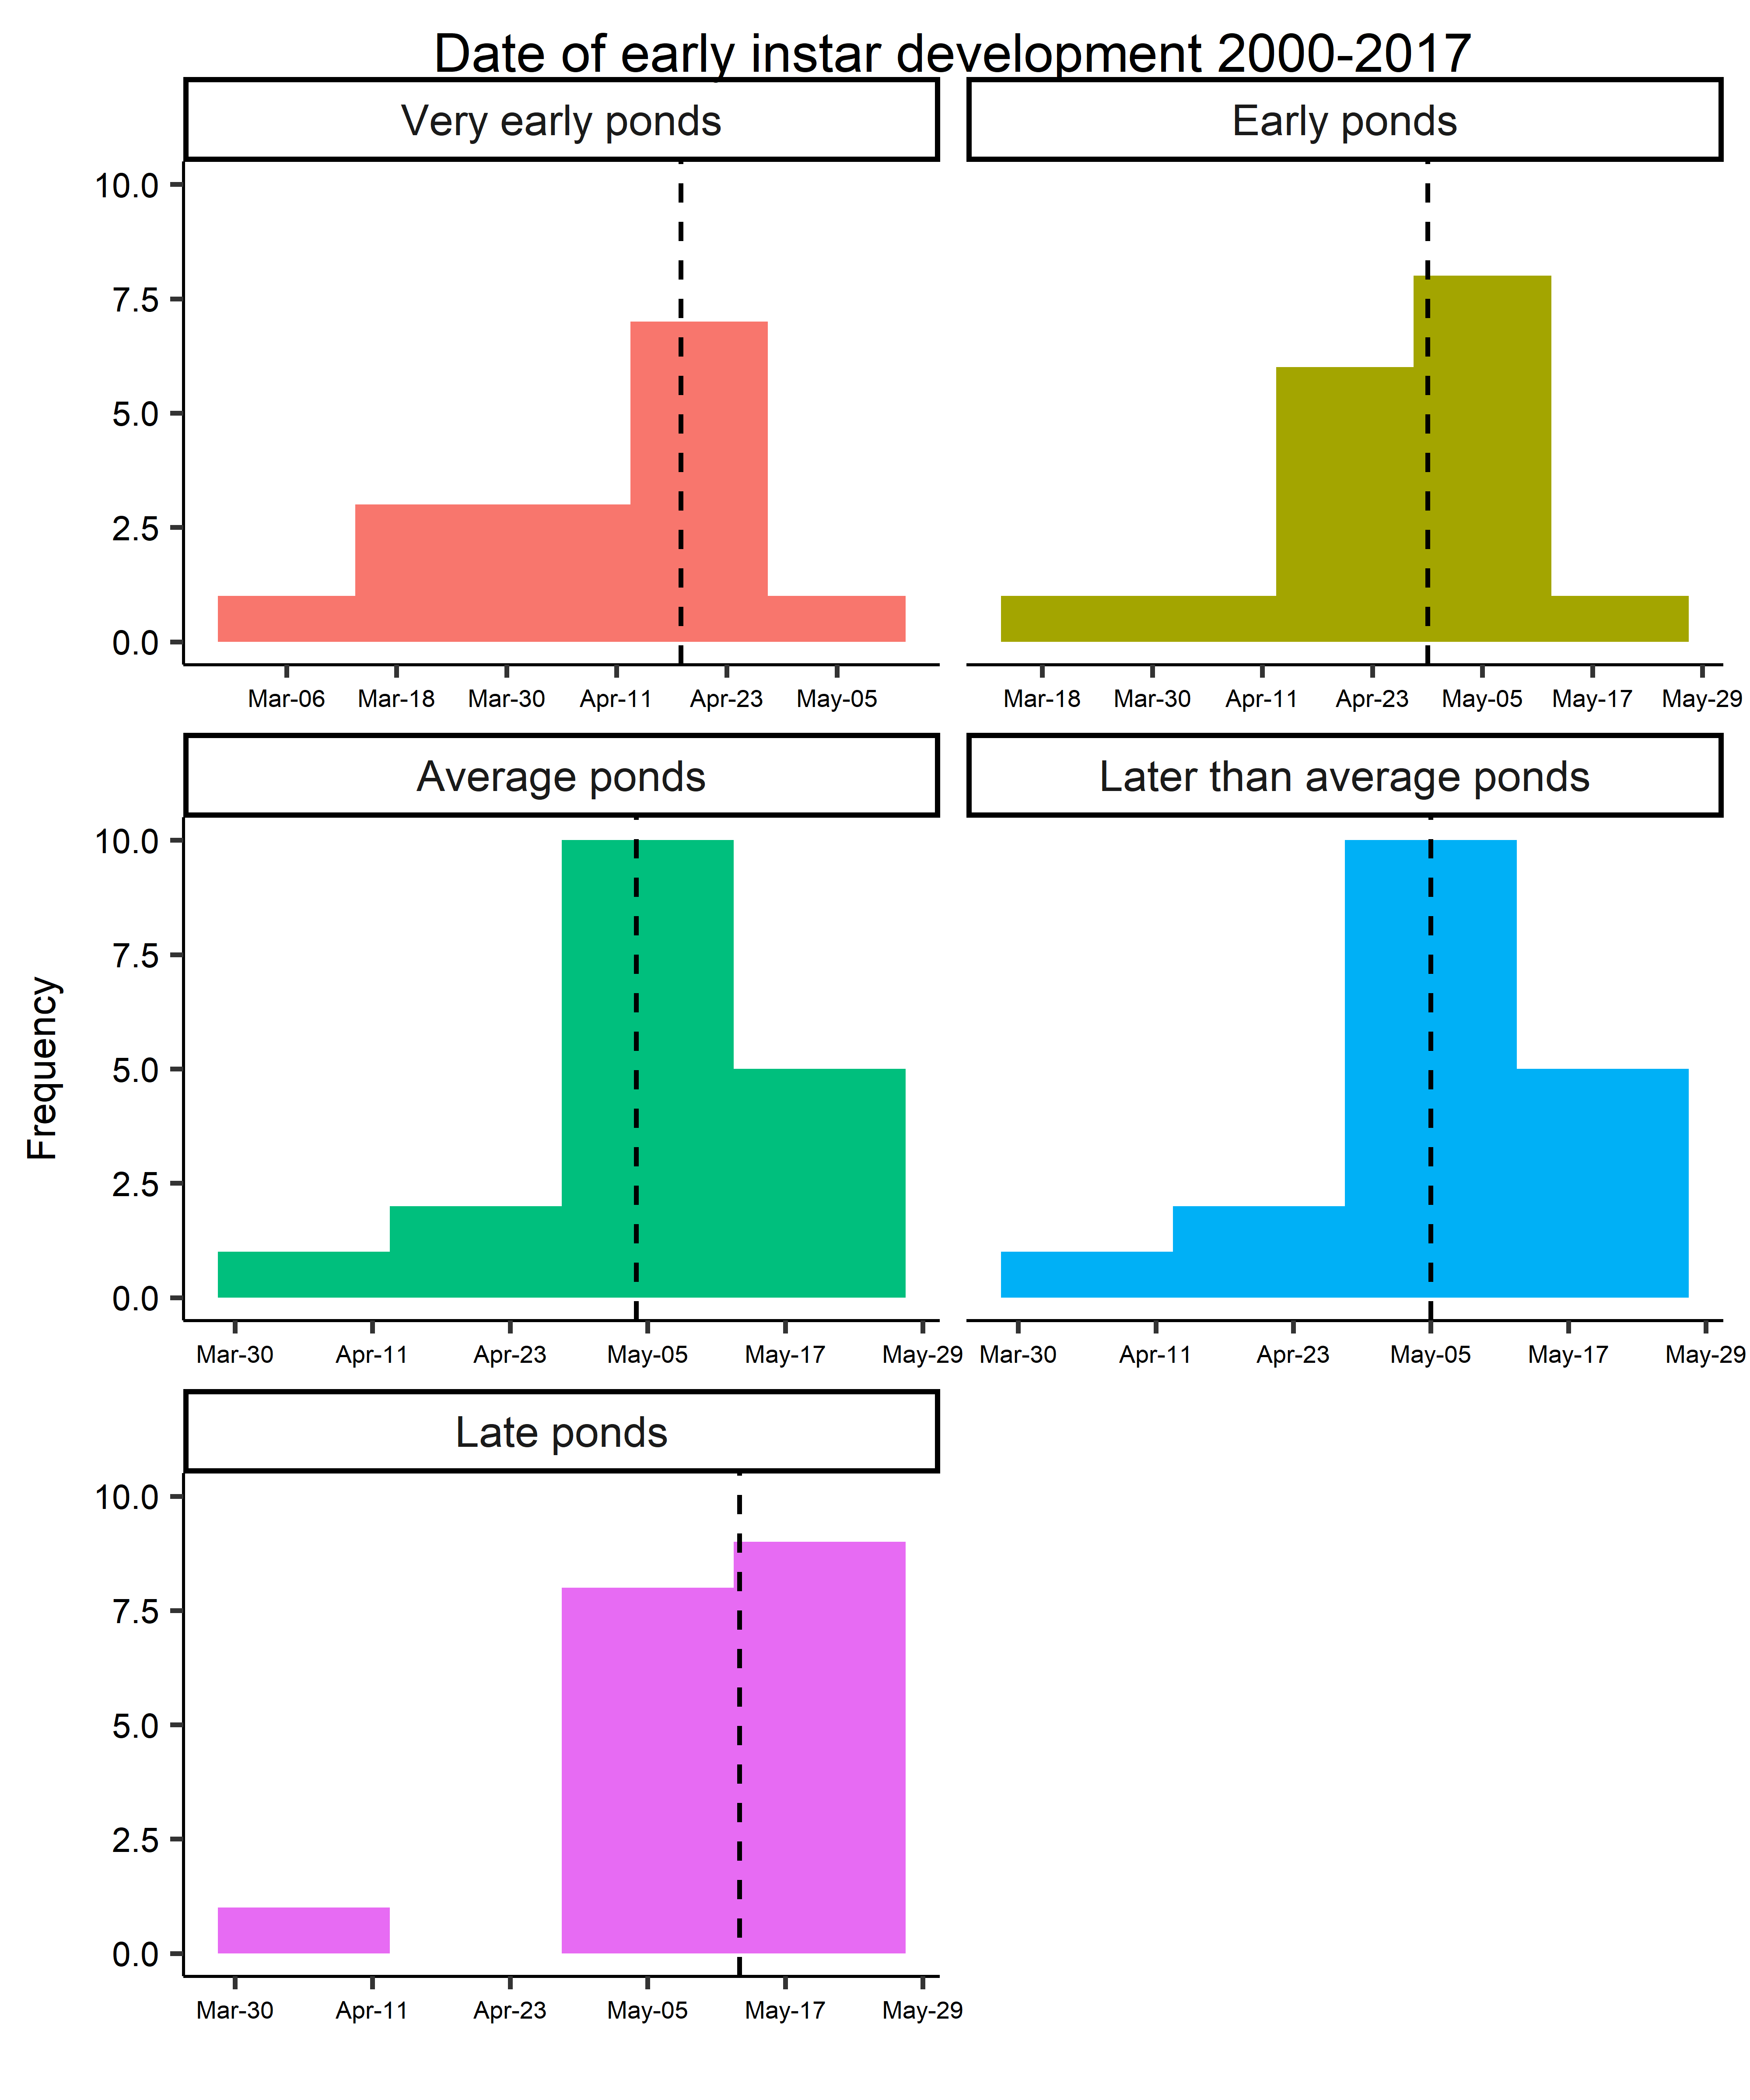 Date of early instar development 2000-2017
Very early ponds
Early ponds
10.0
7.5
5.0
2.5
0.0
Mar-06 Mar-18 Mar-30 Apr-11 Apr-23 May-05
Mar-18 Mar-30 Apr-11 Apr-23 May-05 May-17 May-29
Average ponds
Later than average ponds
Frequency
10.0
7.5
5.0
2.5
0.0
Mar-30 Apr-11 Apr-23 May-05 May-17 May-29
Mar-30 Apr-11 Apr-23 May-05 May-17 May-29
Late ponds
10.0
7.5
5.0
2.5
0.0
Mar-30 Apr-11 Apr-23 May-05 May-17 May-29